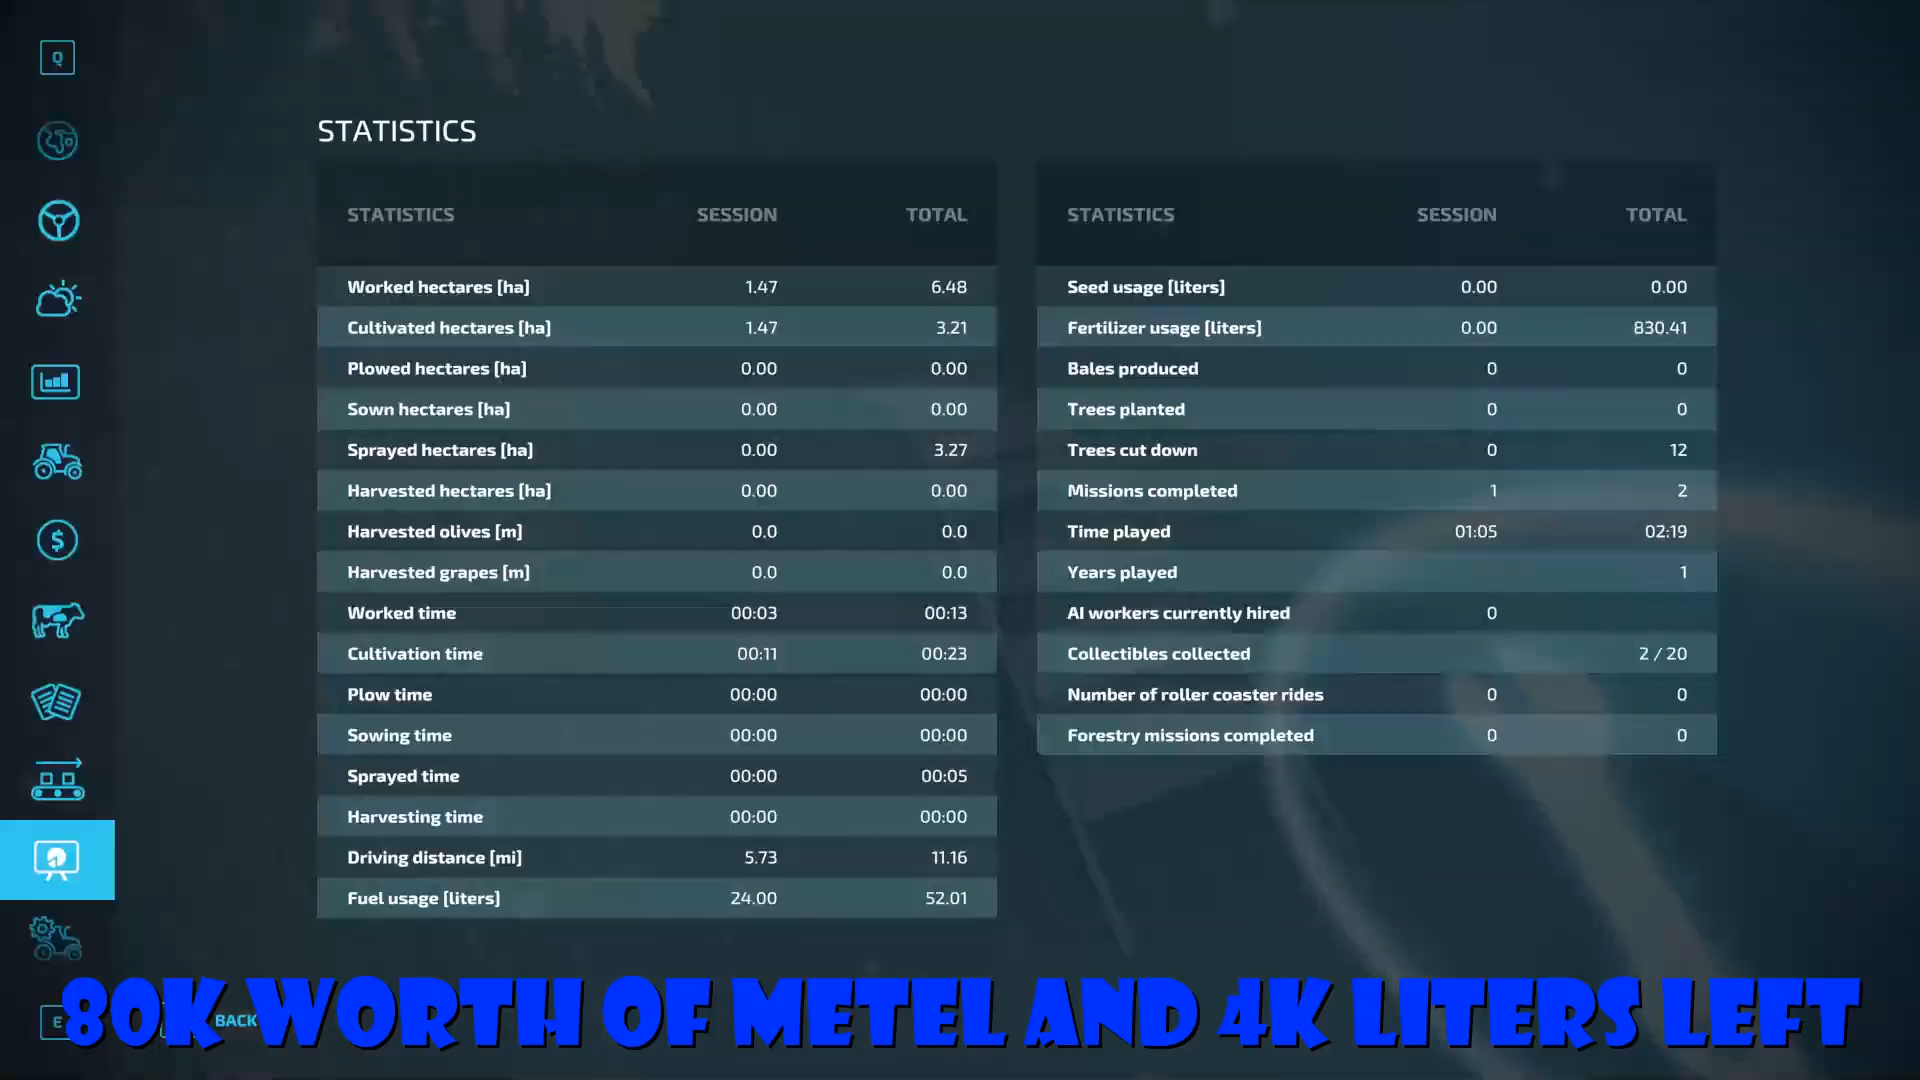 Q
STATISTICS
STATISTICS SESSION TOTAL
Worked hectares [ha] 1.47 6.48
Cultivated hectares [ha] 1.47 3.21
Plowed hectares [ha] 0.00 0.00
Sown hectares [ha] 0.00 0.00
Sprayed hectares [ha] 0.00 3.27
Harvested hectares [ha] 0.00 0.00
Harvested olives [m] 0.0 0.0
Harvested grapes [m] 0.0 0.0
Worked time 00:03 00:13
Cultivation time 00:11 00:23
Plow time 00:00 00:00
Sowing time 00:00 00:00
Sprayed time 00:00 00:05
Harvesting time 00:00 00:00
Driving distance [mi] 5.73 11.16
Fuel usage [liters] 24.00 52.01
STATISTICS SESSION TOTAL
Seed usage [liters] 0.00 0.00
Fertilizer usage [liters] 0.00 830.41
Bales produced 0 0
Trees planted 0 0
Trees cut down 0 12
Missions completed 1 2
Time played 01:05 02:19
Years played 1
AI workers currently hired 0
Collectibles collected 2 / 20
Number of roller coaster rides 0 0
Forestry missions completed 0 0
E BACK
80K WORTH OF METEL AND 4K LITERS LEFT